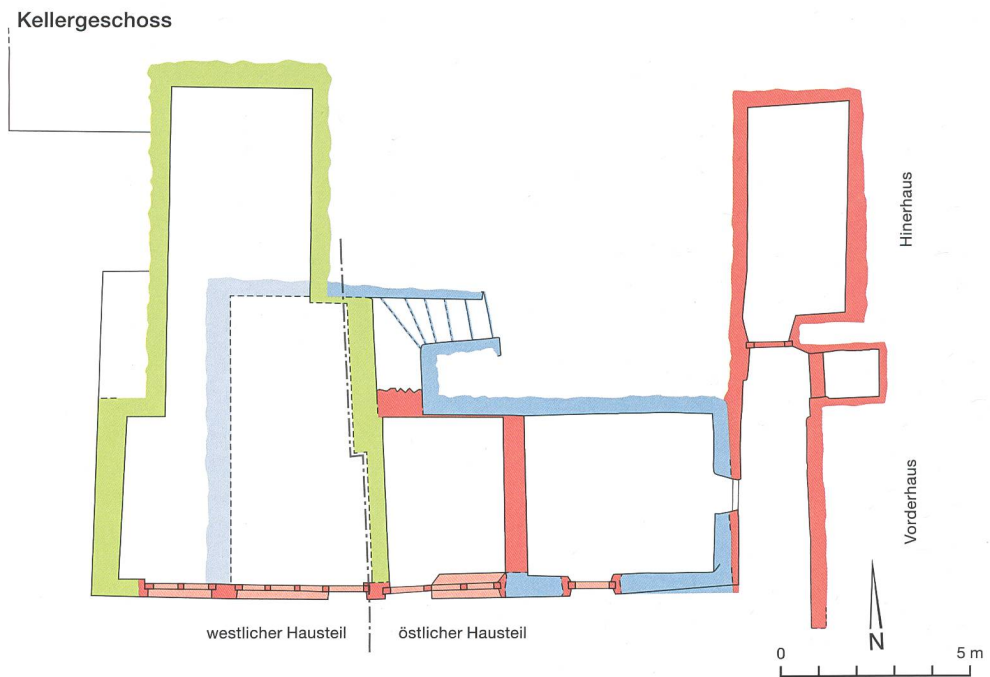 Kellergeschoss
Hinerhaus
Vorderhaus
westlicher Hausteil
östlicher Hausteil
N
0 5 m